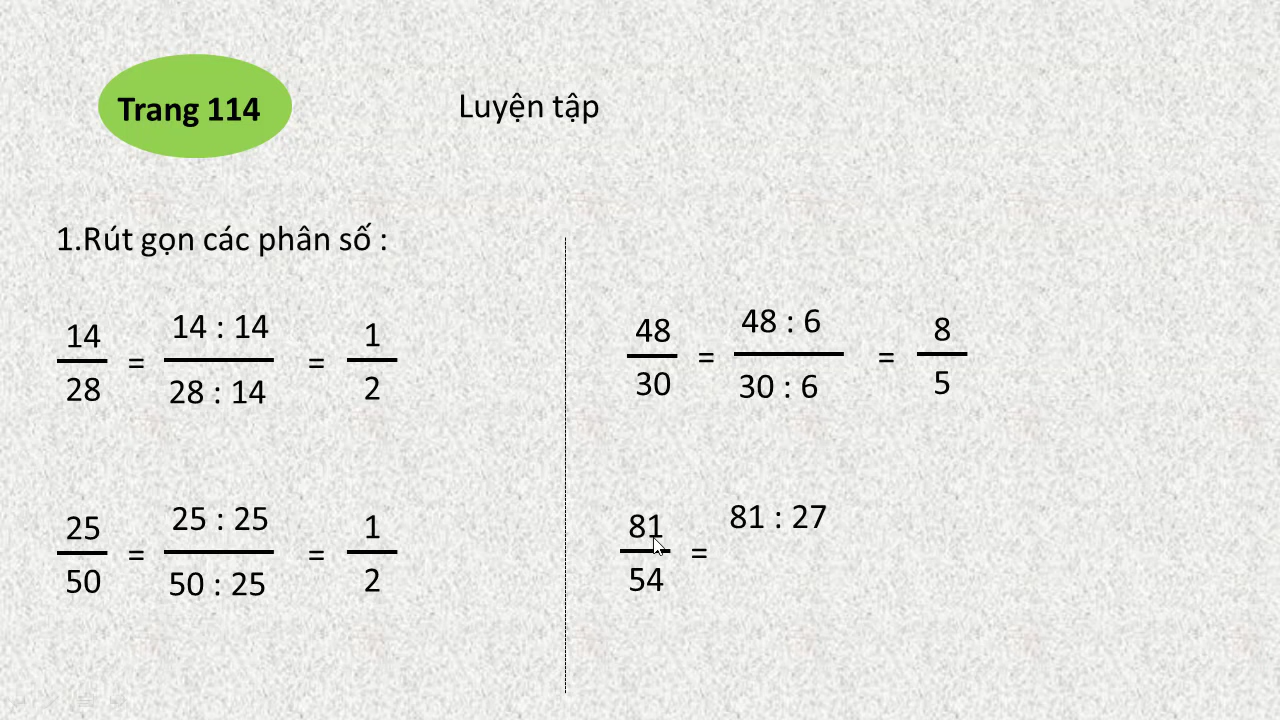 Trang 114
Luyện tập
1.Rút gọn các phân số :
14 14 : 14 1
= =
28 28 : 14 2
25 25 : 25 1
= =
50 50 : 25 2
48 48 : 6 8
= =
30 30 : 6 5
81 81 : 27
=
54